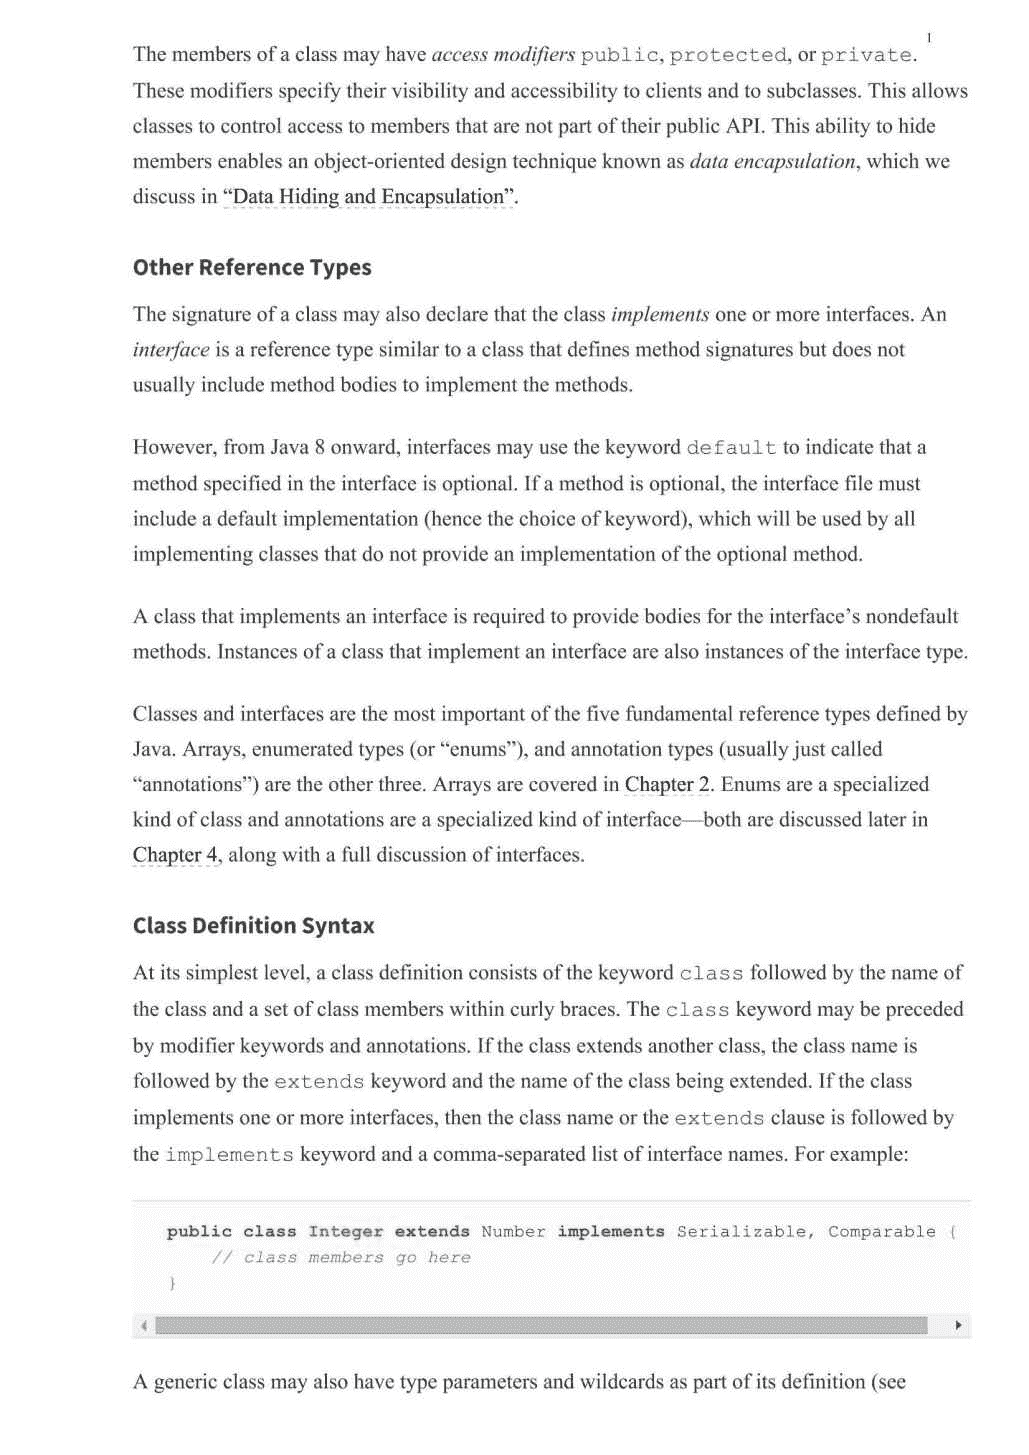 The members of a class may have access modifiers public, protected, or private. 1
These modifiers specify their visibility and accessibility to clients and to subclasses. This allows
classes to control access to members that are not part of their public API. This ability to hide
members enables an object-oriented design technique known as data encapsulation, which we
discuss in “Data Hiding and Encapsulation”.
Other Reference Types
The signature of a class may also declare that the class implements one or more interfaces. An
interface is a reference type similar to a class that defines method signatures but does not
usually include method bodies to implement the methods.
However, from Java 8 onward, interfaces may use the keyword default to indicate that a
method specified in the interface is optional. If a method is optional, the interface file must
include a default implementation (hence the choice of keyword), which will be used by all
implementing classes that do not provide an implementation of the optional method.
A class that implements an interface is required to provide bodies for the interface’s nondefault
methods. Instances of a class that implement an interface are also instances of the interface type.
Classes and interfaces are the most important of the five fundamental reference types defined by
Java. Arrays, enumerated types (or “enums”), and annotation types (usually just called
“annotations”) are the other three. Arrays are covered in Chapter 2. Enums are a specialized
kind of class and annotations are a specialized kind of interface—both are discussed later in
Chapter 4, along with a full discussion of interfaces.
Class Definition Syntax
At its simplest level, a class definition consists of the keyword class followed by the name of
the class and a set of class members within curly braces. The class keyword may be preceded
by modifier keywords and annotations. If the class extends another class, the class name is
followed by the extends keyword and the name of the class being extended. If the class
implements one or more interfaces, then the class name or the extends clause is followed by
the implements keyword and a comma-separated list of interface names. For example:
public class Integer extends Number implements Serializable, Comparable {
// class members go here
}
A generic class may also have type parameters and wildcards as part of its definition (see